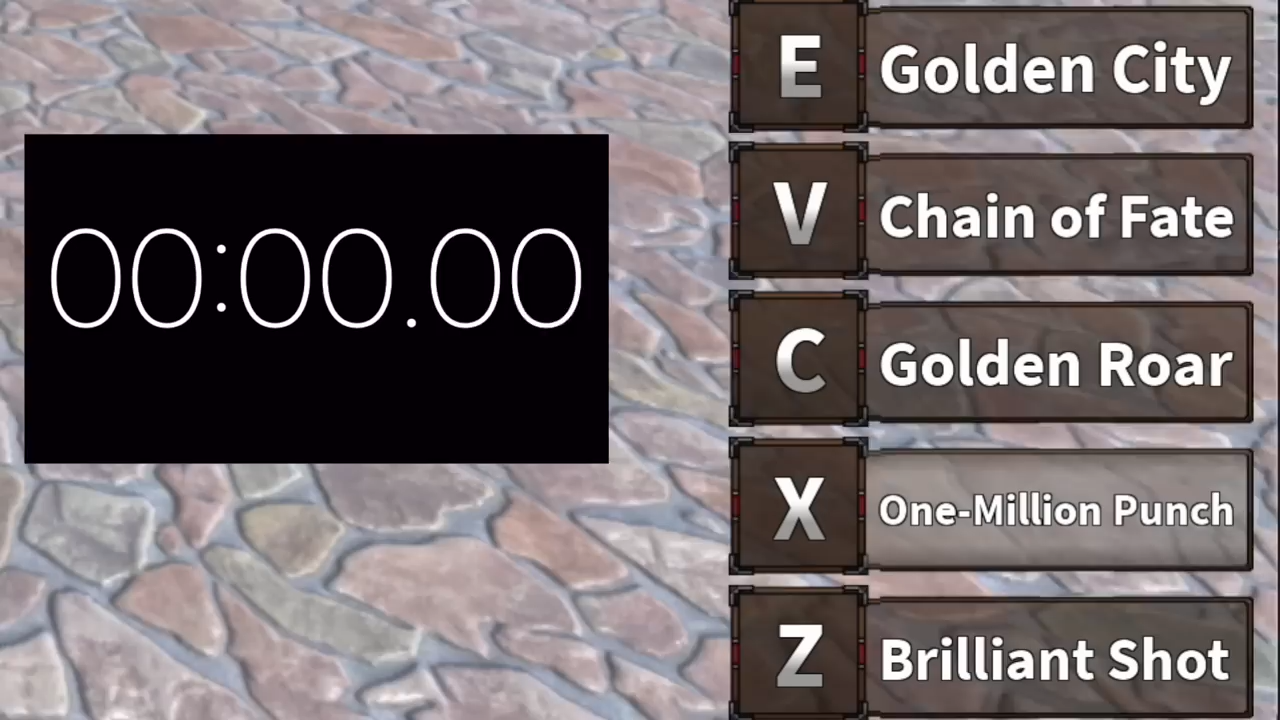 00:00.00
E Golden City
V Chain of Fate
C Golden Roar
X One-Million Punch
Z Brilliant Shot